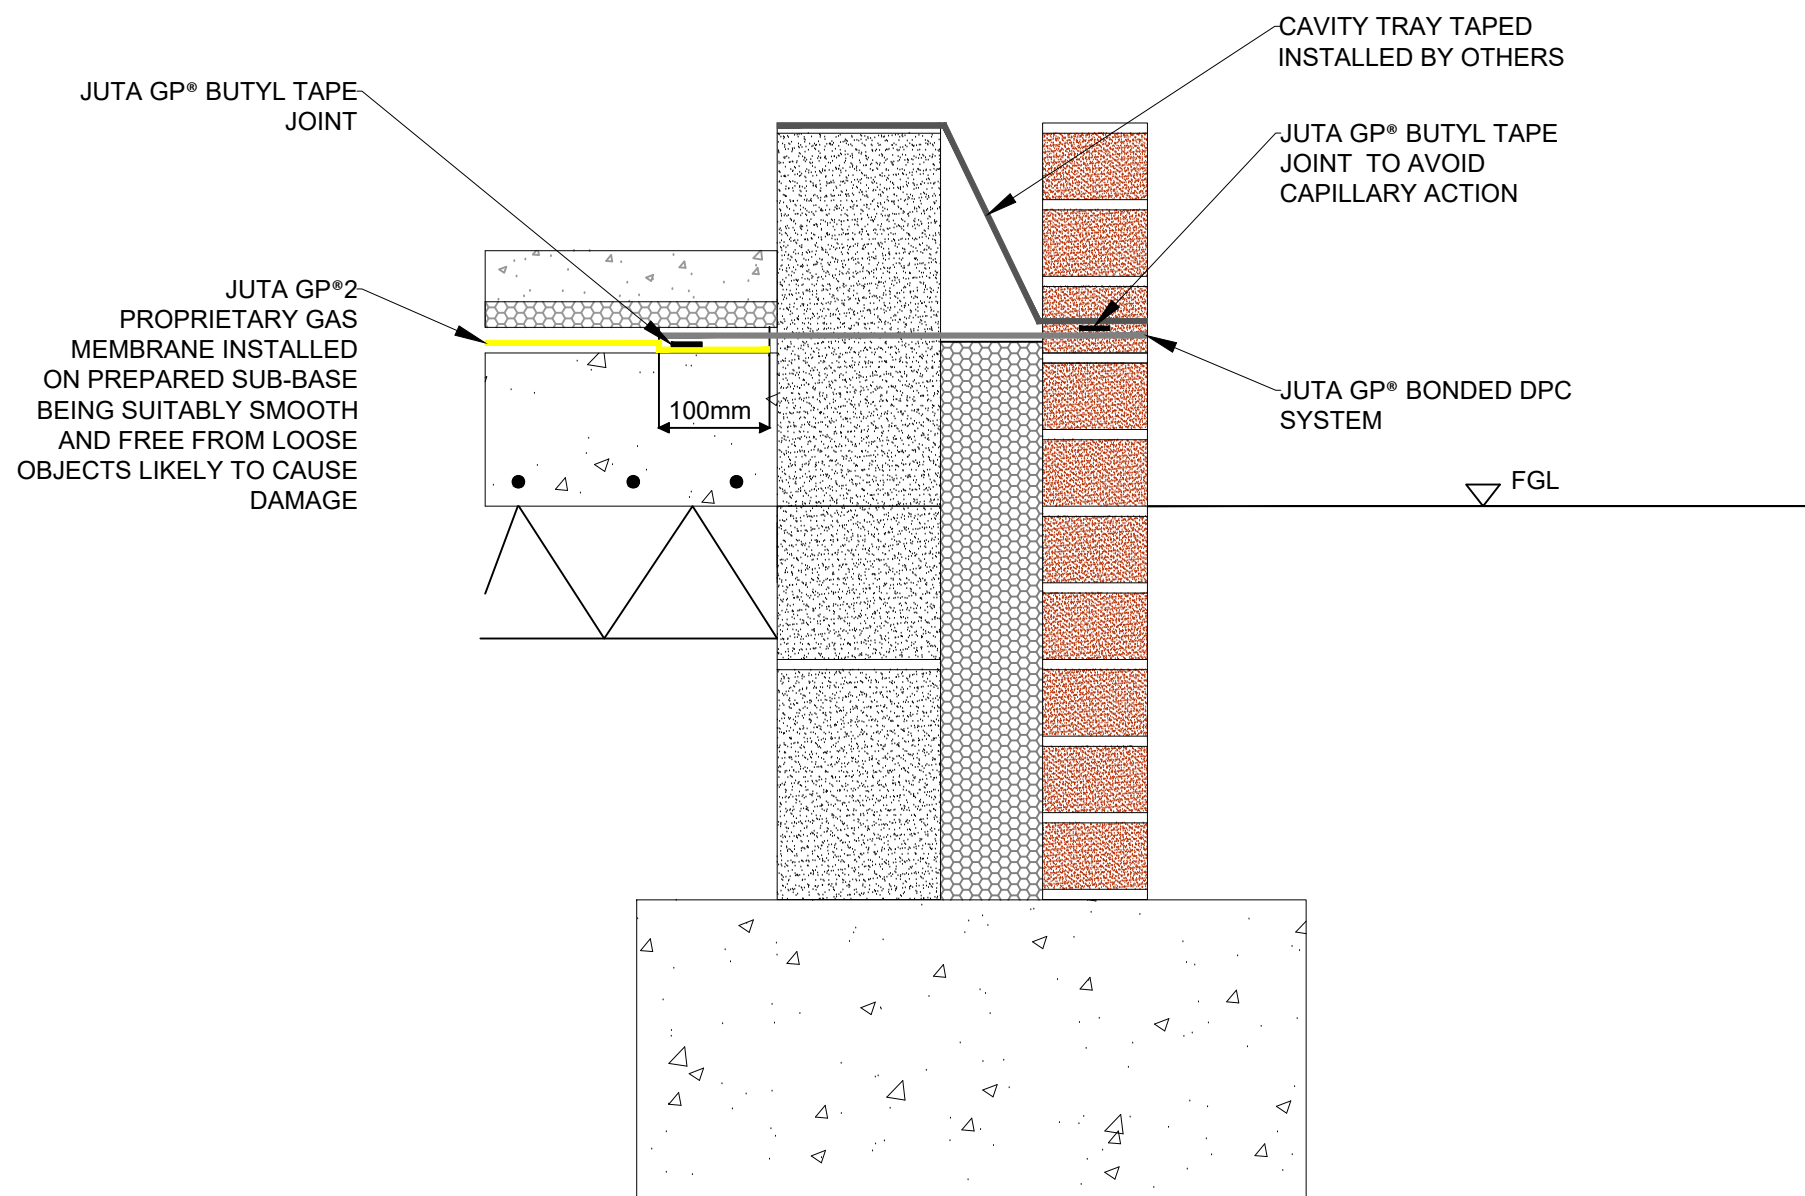 CAVITY TRAY TAPED
INSTALLED BY OTHERS
JUTA GP® BUTYL TAPE
JOINT
JUTA GP® BUTYL TAPE
JOINT TO AVOID
CAPILLARY ACTION
JUTA GP®2
PROPRIETARY GAS
MEMBRANE INSTALLED
ON PREPARED SUB-BASE
BEING SUITABLY SMOOTH
AND FREE FROM LOOSE
OBJECTS LIKELY TO CAUSE
DAMAGE
100mm
JUTA GP® BONDED DPC
SYSTEM
FGL